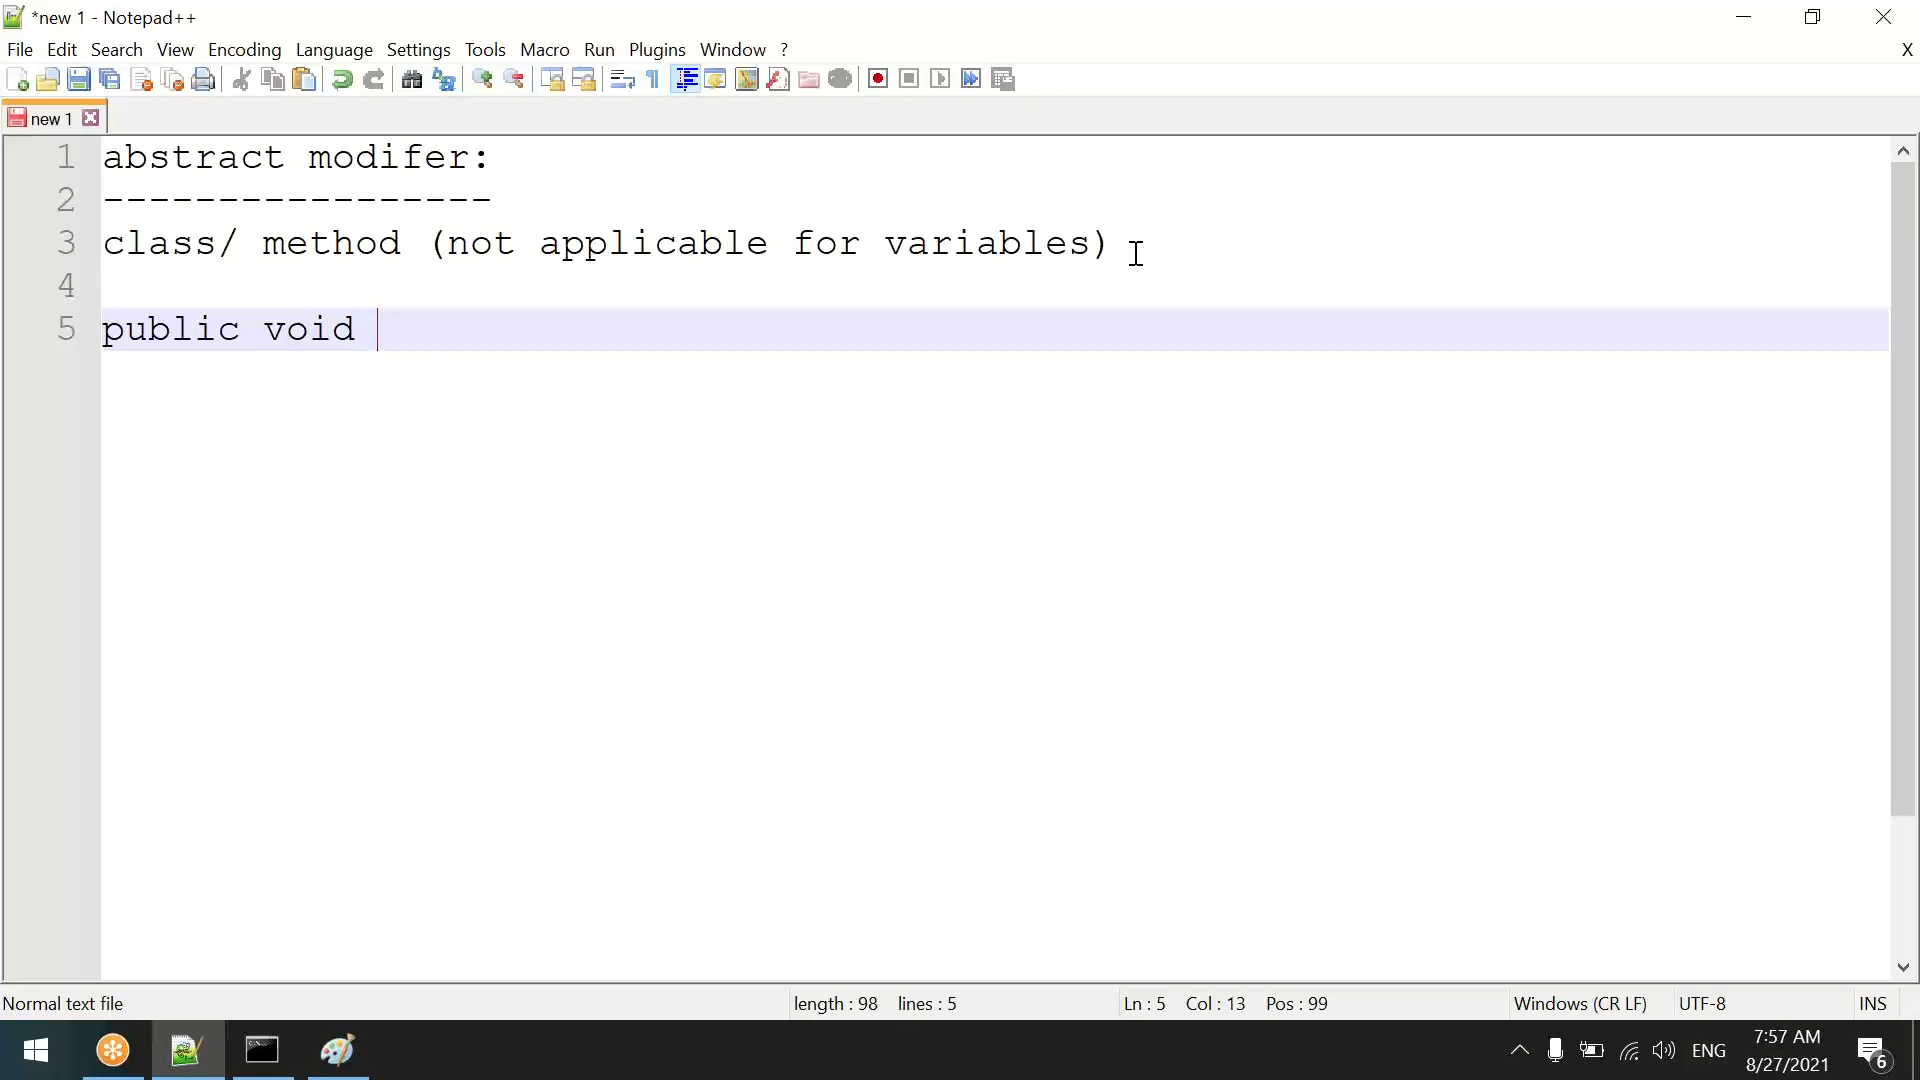 *new 1 - Notepad++
File Edit Search View Encoding Language Settings Tools Macro Run Plugins Window ? X
new 1
1 abstract modifer:
2 -----------------
3 class/ method (not applicable for variables)
4
5 public void
Normal text file length : 98 lines : 5 Ln : 5 Col : 13 Pos : 99 Windows (CR LF) UTF-8 INS
ENG 7:57 AM
8/27/2021 6